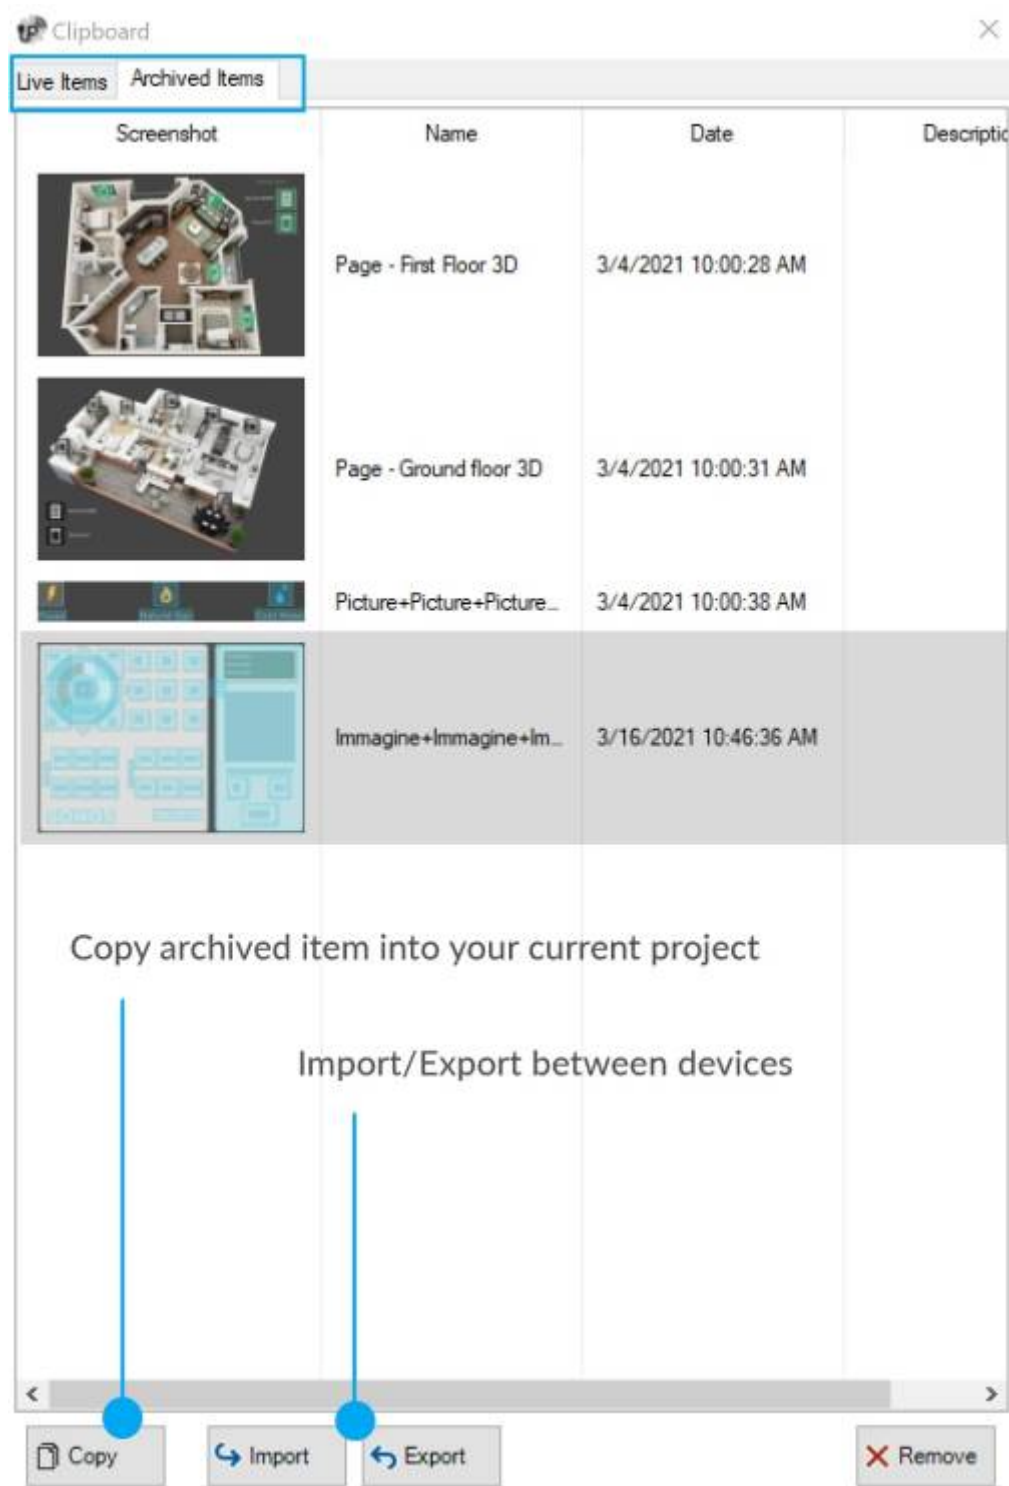 Clipboard
Live Items Archived Items
Screenshot Name Date Descriptic
Page - First Floor 3D 3/4/2021 10:00:28 AM
Page - Ground floor 3D 3/4/2021 10:00:31 AM
Picture+Picture+Picture... 3/4/2021 10:00:38 AM
Immagine+Immagine+Im... 3/16/2021 10:46:36 AM
Copy archived item into your current project
Import/Export between devices
Copy Import Export Remove